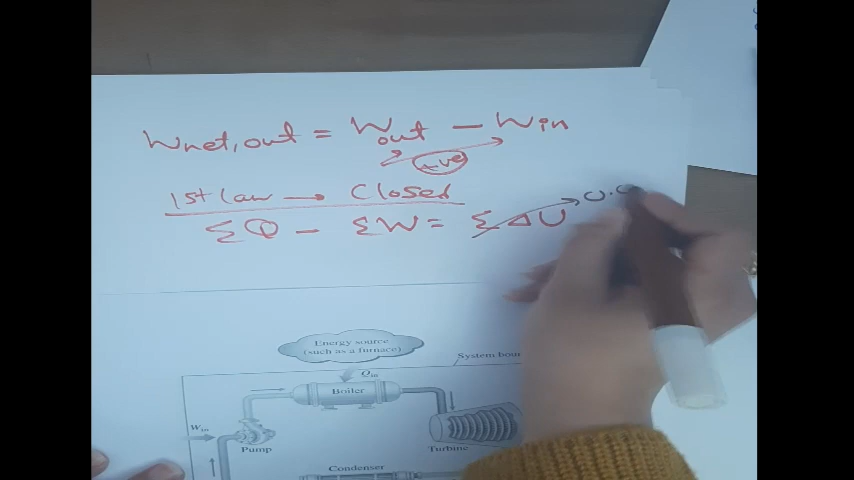 Wnet,out = Wout - Win
+ve
1st law → Closed
ΣQ - ΣW = ΣΔU
Energy source
(such as a furnace)
System bou
Qin
Boiler
Win
Pump
Turbine
Condenser